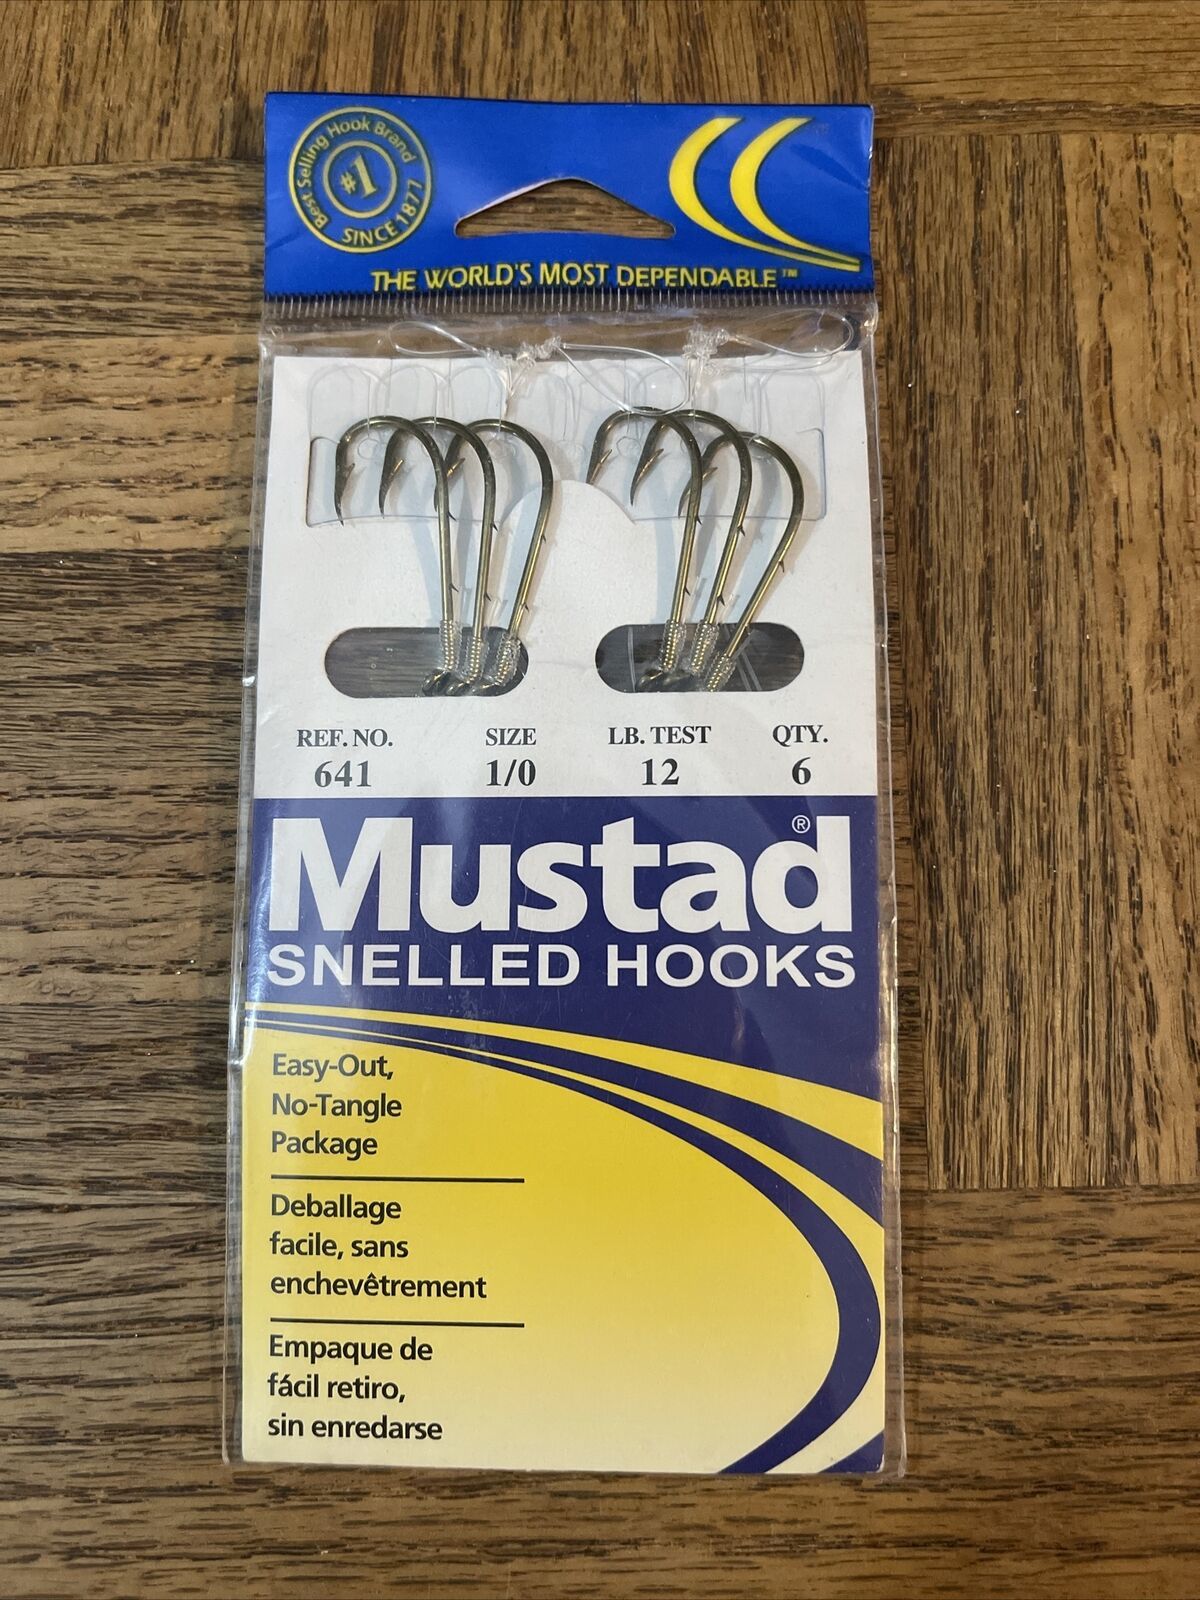 Best Selling Hook Brand
#1
SINCE 1877
THE WORLD'S MOST DEPENDABLE™
REF. NO. SIZE LB. TEST QTY.
641 1/0 12 6
Mustad®
SNELLED HOOKS
Easy-Out,
No-Tangle
Package
Deballage
facile, sans
enchevêtrement
Empaque de
fácil retiro,
sin enredarse